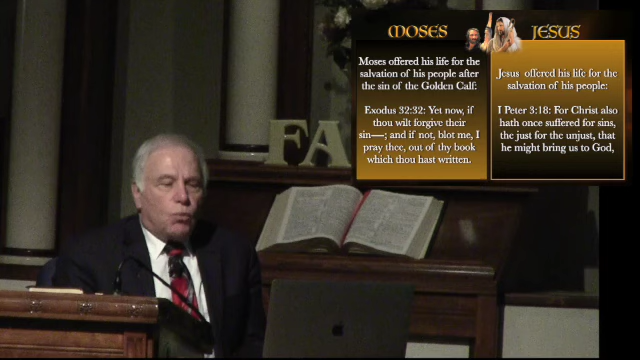 MOSES
Moses offered his life for the
salvation of his people after
the sin of the Golden Calf:
Exodus 32:32: Yet now, if
thou wilt forgive their
sin—; and if not, blot me, I
pray thee, out of thy book
which thou hast written.
JESUS
Jesus offered his life for the
salvation of his people:
I Peter 3:18: For Christ also
hath once suffered for sins,
the just for the unjust, that
he might bring us to God,
FA